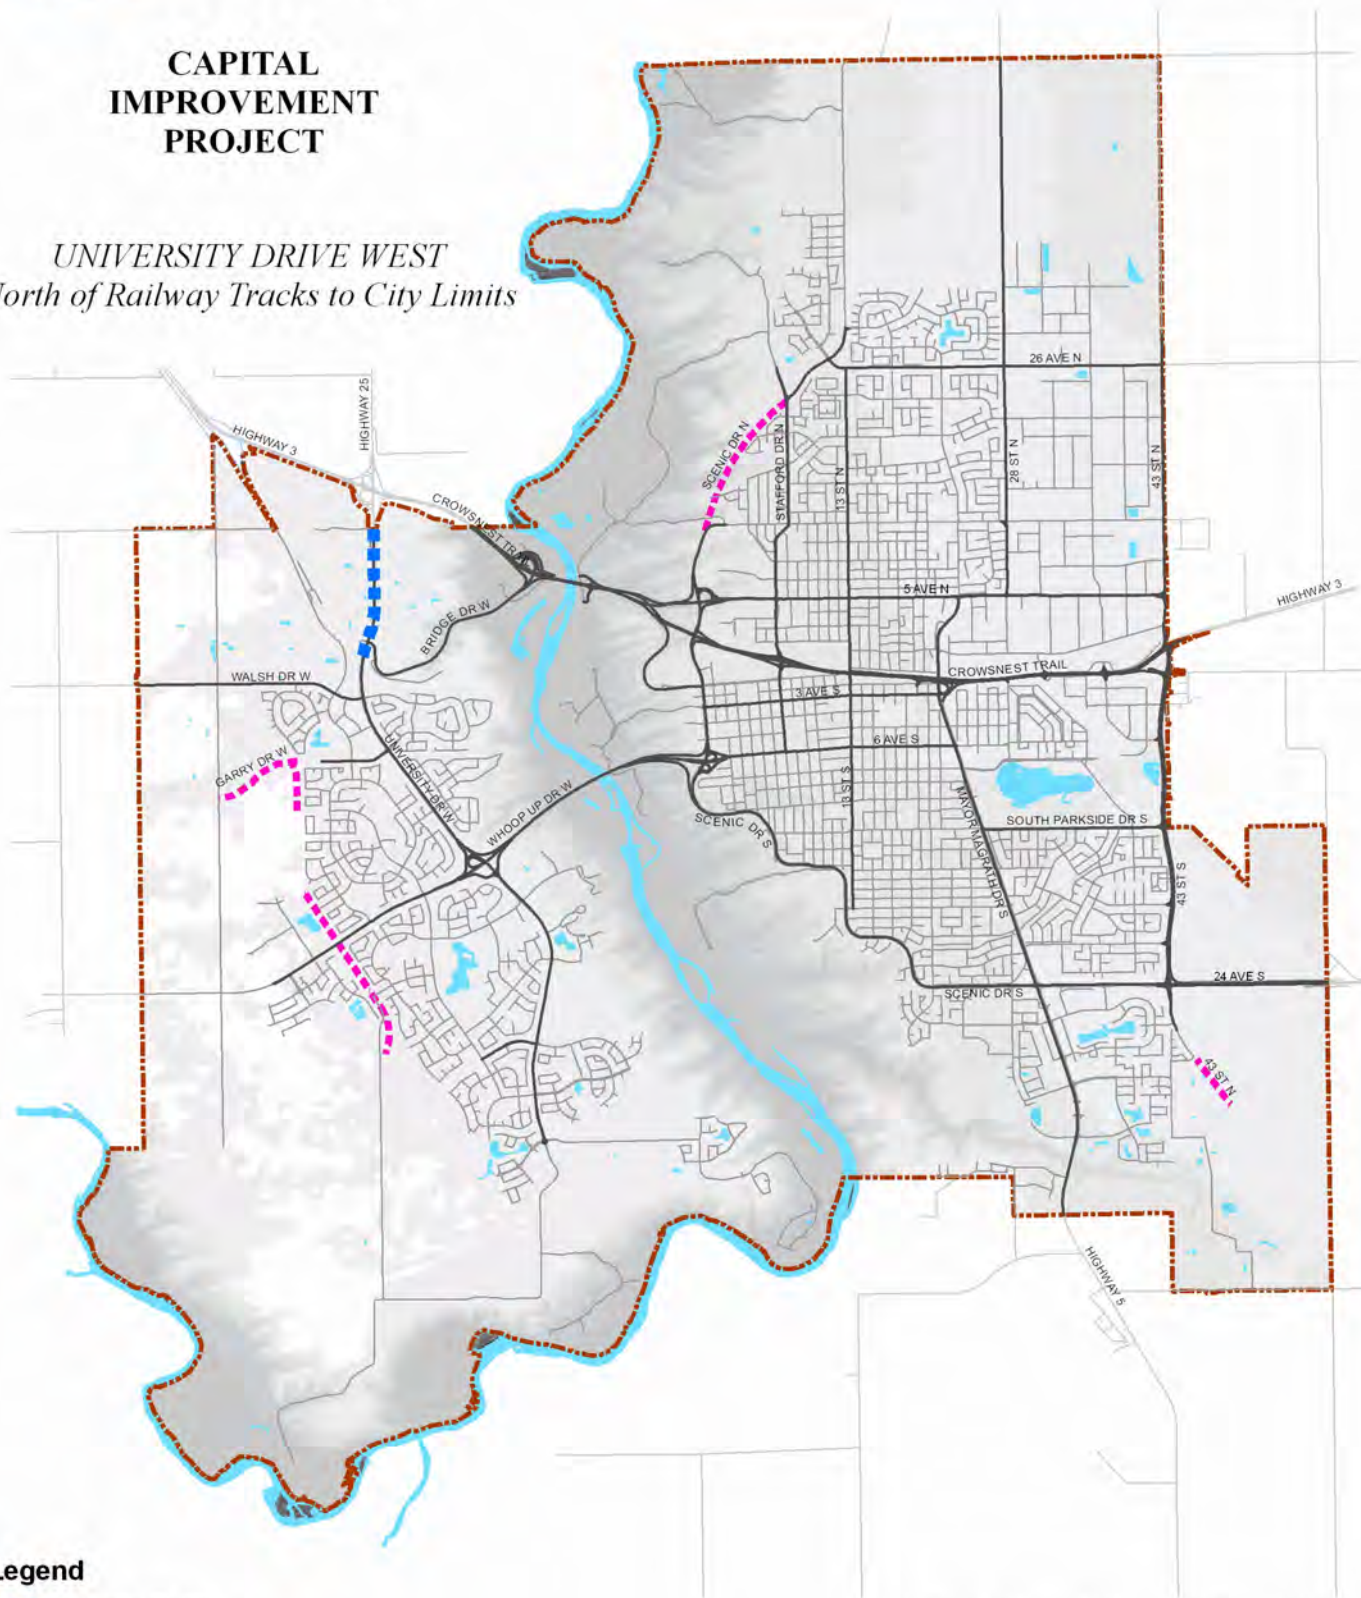 CAPITAL
IMPROVEMENT
PROJECT
UNIVERSITY DRIVE WEST
North of Railway Tracks to City Limits
HIGHWAY 25
HIGHWAY 3
CROWSNEST TRAIL
26 AVE N
SCENIC DR N
STAFFORD DR N
13 ST N
28 ST N
43 ST N
5 AVE N
HIGHWAY 3
BRIDGE DR W
WALSH DR W
CROWSNEST TRAIL
3 AVE S
6 AVE S
GARRY DR W
UNIVERSITY DR W
WHOOP UP DR W
SCENIC DR S
13 ST S
MAYOR MAGRATH DR S
SOUTH PARKSIDE DR S
43 ST S
24 AVE S
SCENIC DR S
43 ST N
HIGHWAY 5
Legend